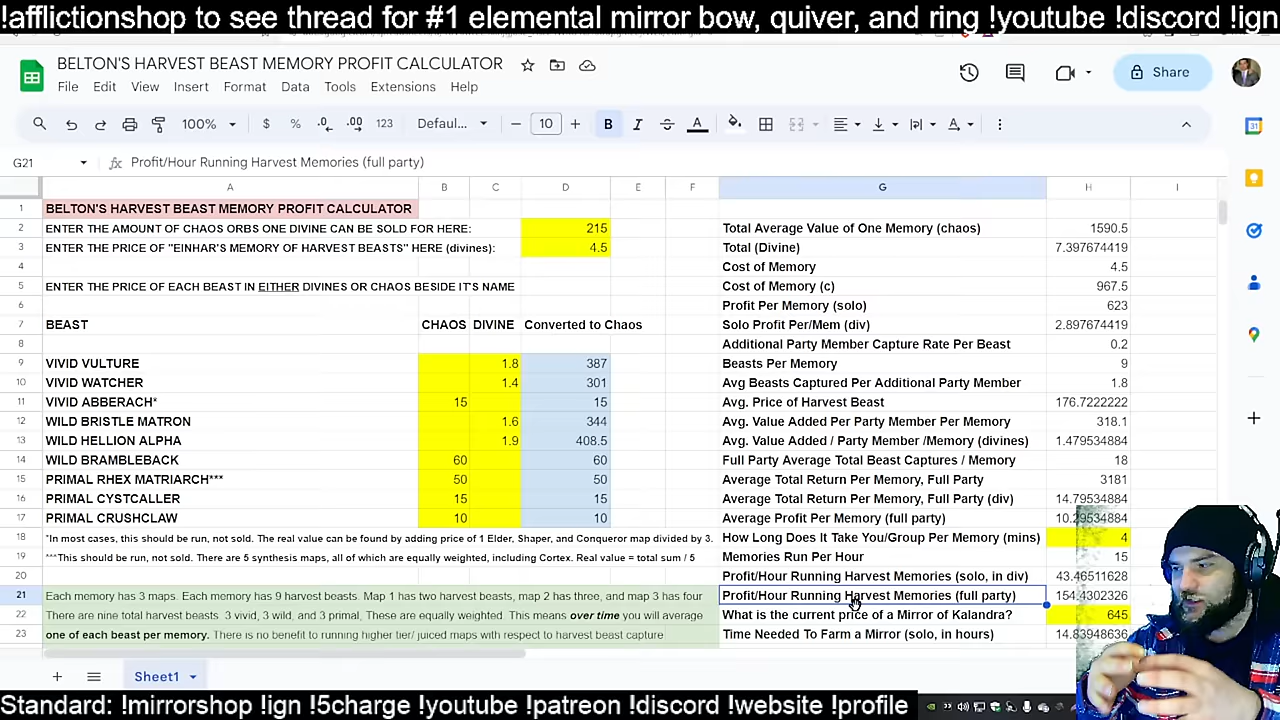 !afflictionshop to see thread for #1 elemental mirror bow, quiver, and ring !youtube !discord !ign
BELTON'S HARVEST BEAST MEMORY PROFIT CALCULATOR
Share
File Edit View Insert Format Data Tools Extensions Help
100% $ % .0 .00 123 Defaul... − 10 + B I A
G21 fx Profit/Hour Running Harvest Memories (full party)
A B C D E F G H I
1 BELTON'S HARVEST BEAST MEMORY PROFIT CALCULATOR
2 ENTER THE AMOUNT OF CHAOS ORBS ONE DIVINE CAN BE SOLD FOR HERE: 215 Total Average Value of One Memory (chaos) 1590.5
3 ENTER THE PRICE OF "EINHAR'S MEMORY OF HARVEST BEASTS" HERE (divines): 4.5 Total (Divine) 7.397674419
4 Cost of Memory 4.5
5 ENTER THE PRICE OF EACH BEAST IN EITHER DIVINES OR CHAOS BESIDE IT'S NAME Cost of Memory (c) 967.5
6 Profit Per Memory (solo) 623
7 BEAST CHAOS DIVINE Converted to Chaos Solo Profit Per/Mem (div) 2.897674419
8 Additional Party Member Capture Rate Per Beast 0.2
9 VIVID VULTURE 1.8 387 Beasts Per Memory 9
10 VIVID WATCHER 1.4 301 Avg Beasts Captured Per Additional Party Member 1.8
11 VIVID ABBERACH* 15 15 Avg. Price of Harvest Beast 176.7222222
12 WILD BRISTLE MATRON 1.6 344 Avg. Value Added Per Party Member Per Memory 318.1
13 WILD HELLION ALPHA 1.9 408.5 Avg. Value Added / Party Member /Memory (divines) 1.479534884
14 WILD BRAMBLEBACK 60 60 Full Party Average Total Beast Captures / Memory 18
15 PRIMAL RHEX MATRIARCH*** 50 50 Average Total Return Per Memory, Full Party 3181
16 PRIMAL CYSTCALLER 15 15 Average Total Return Per Memory, Full Party (div) 14.79534884
17 PRIMAL CRUSHCLAW 10 10 Average Profit Per Memory (full party) 10.29534884
18 *In most cases, this should be run, not sold. The real value can be found by adding price of 1 Elder, Shaper, and Conqueror map divided by 3. How Long Does It Take You/Group Per Memory (mins) 4
19 ***This should be run, not sold. There are 5 synthesis maps, all of which are equally weighted, including Cortex. Real value = total sum / 5 Memories Run Per Hour 15
20 Profit/Hour Running Harvest Memories (solo, in div) 43.46511628
21 Each memory has 3 maps. Each memory has 9 harvest beasts. Map 1 has two harvest beasts, map 2 has three, and map 3 has four Profit/Hour Running Harvest Memories (full party) 154.4302326
22 There are nine total harvest beasts. 3 vivid, 3 wild, and 3 primal, These are equally weighted. This means over time you will average What is the current price of a Mirror of Kalandra? 645
23 one of each beast per memory. There is no benefit to running higher tier/ juiced maps with respect to harvest beast capture Time Needed To Farm a Mirror (solo, in hours) 14.83948636
Sheet1
Standard: !mirrorshop !ign !5charge !youtube !patreon !discord !website !profile